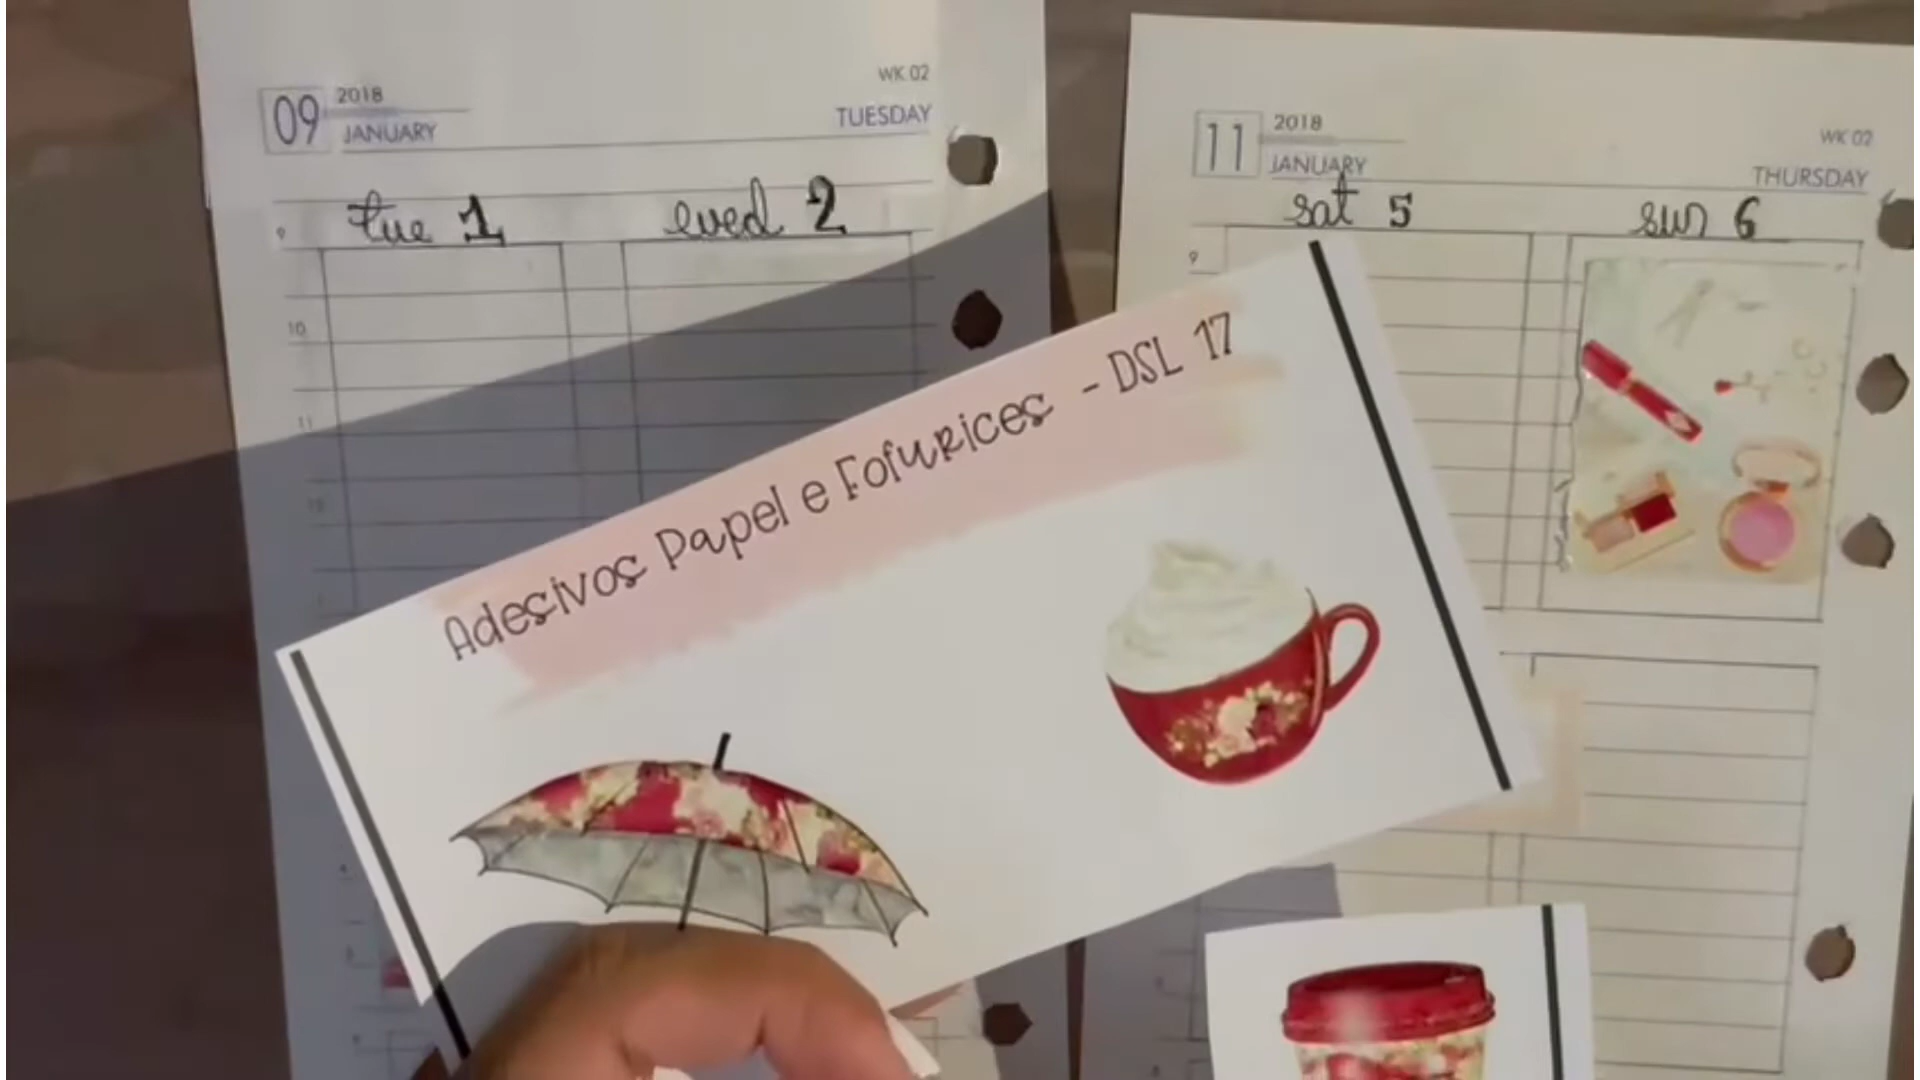 09
2018
JANUARY
WK 02
TUESDAY
tue 1
wed 2
9
10
11
12
11
2018
JANUARY
WK 02
THURSDAY
sat 5
sun 6
9
Adesivos Papel e Fofurices - DSL 17